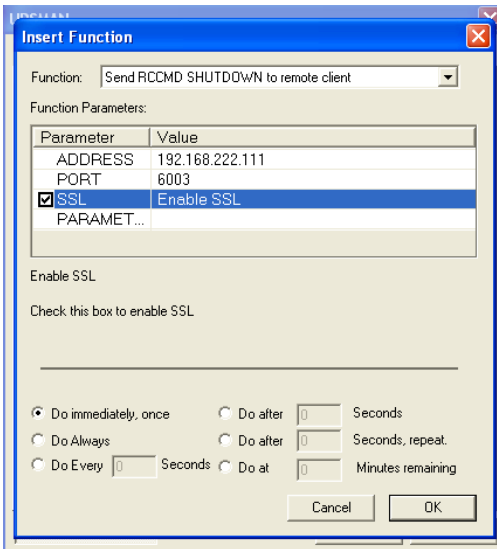 Insert Function
Function: Send RCCMD SHUTDOWN to remote client
Function Parameters:
Parameter Value
ADDRESS 192.168.222.111
PORT 6003
SSL Enable SSL
PARAMET...
Enable SSL
Check this box to enable SSL
Do immediately, once Do after 0 Seconds
Do Always Do after 0 Seconds, repeat.
Do Every 0 Seconds Do at 0 Minutes remaining
Cancel OK